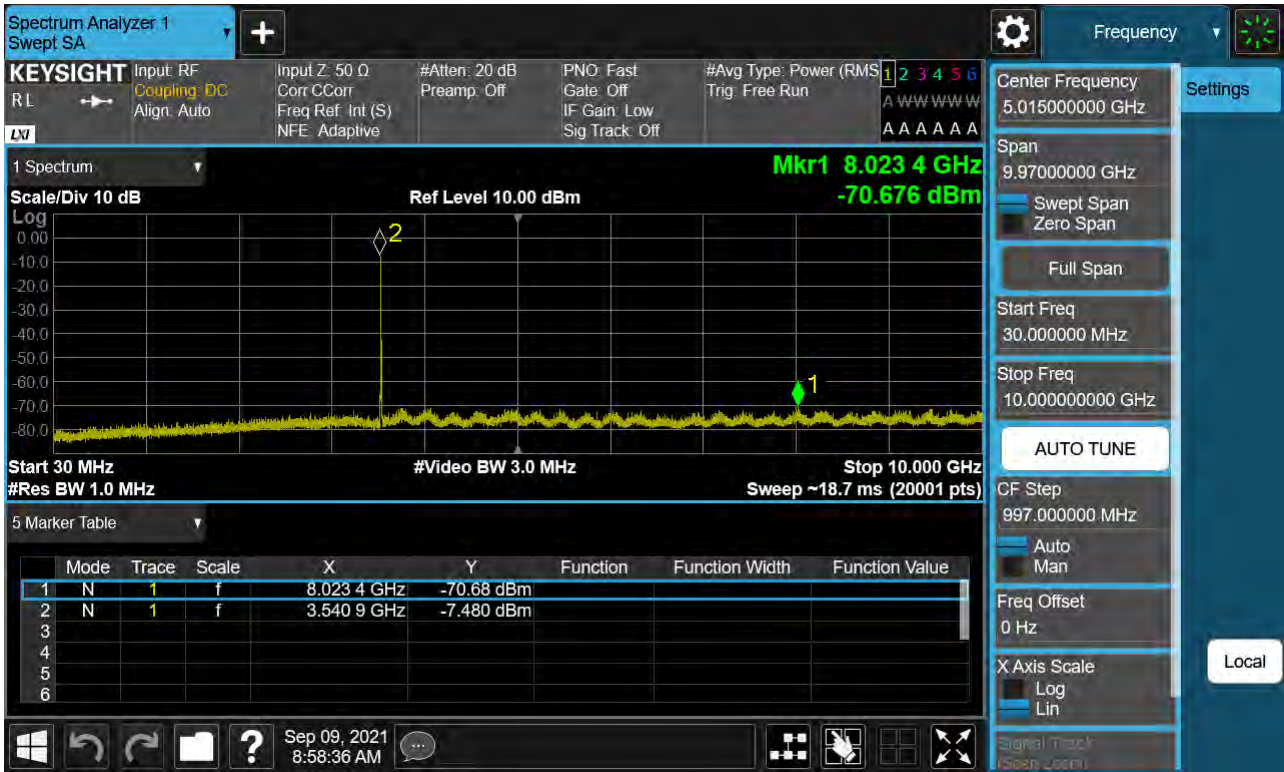 Spectrum Analyzer 1
Swept SA
+
Frequency
KEYSIGHT
RL
LXI
Input: RF
Coupling: DC
Align: Auto
Input Z: 50 Ω
Corr CCorr
Freq Ref: Int (S)
NFE: Adaptive
#Atten: 20 dB
Preamp: Off
PNO: Fast
Gate: Off
IF Gain: Low
Sig Track: Off
#Avg Type: Power (RMS
Trig: Free Run
1 2 3 4 5 6
A W W W W W
A A A A A A
1 Spectrum
Mkr1 8.023 4 GHz
Scale/Div 10 dB
Ref Level 10.00 dBm
-70.676 dBm
Log
0.00
-10.0
-20.0
-30.0
-40.0
-50.0
-60.0
-70.0
-80.0
2
1
Start 30 MHz
#Video BW 3.0 MHz
Stop 10.000 GHz
#Res BW 1.0 MHz
Sweep ~18.7 ms (20001 pts)
5 Marker Table
Mode Trace Scale X Y Function Function Width Function Value
1 N 1 f 8.023 4 GHz -70.68 dBm
2 N 1 f 3.540 9 GHz -7.480 dBm
3
4
5
6
Sep 09, 2021
8:58:36 AM
Center Frequency
5.015000000 GHz
Span
9.97000000 GHz
Swept Span
Zero Span
Full Span
Start Freq
30.000000 MHz
Stop Freq
10.000000000 GHz
AUTO TUNE
CF Step
997.000000 MHz
Auto
Man
Freq Offset
0 Hz
X Axis Scale
Log
Lin
Signal Track
(Span Zoom)
Settings
Local